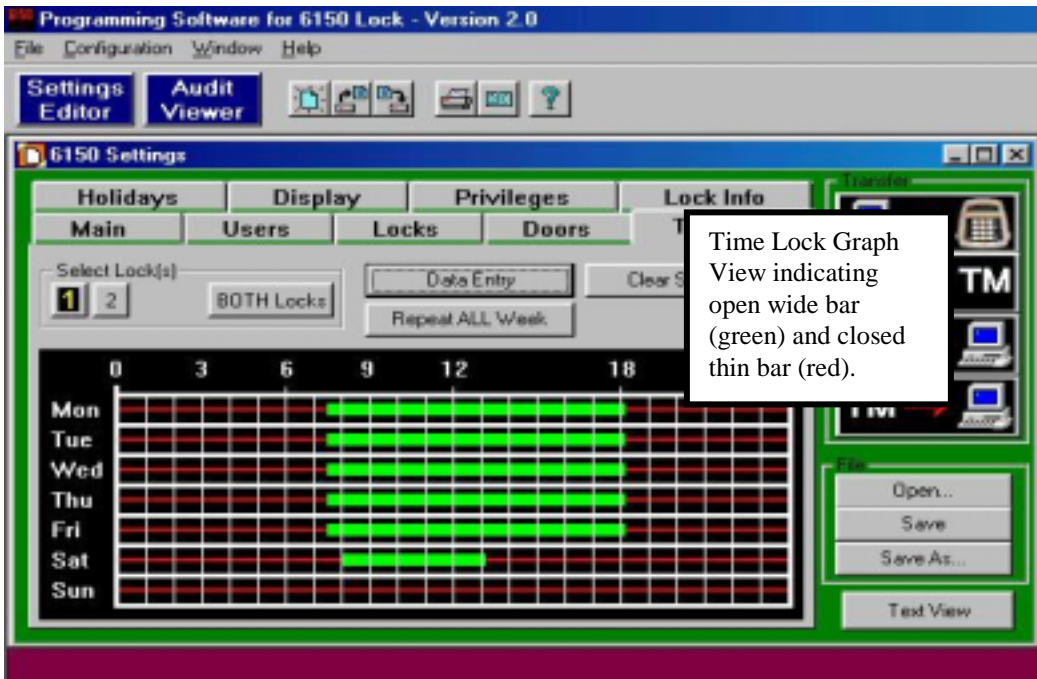 Programming Software for 6150 Lock - Version 2.0
File Configuration Window Help
Settings Editor
Audit Viewer
6150 Settings
Holidays Display Privileges Lock Info
Main Users Locks Doors
Select Lock(s)
1 2 BOTH Locks
Data Entry
Clear
Repeat ALL Week
Time Lock Graph
View indicating
open wide bar
(green) and closed
thin bar (red).
Transfer
TM
TM
0 3 6 9 12 18
Mon
Tue
Wed
Thu
Fri
Sat
Sun
File
Open...
Save
Save As...
Text View